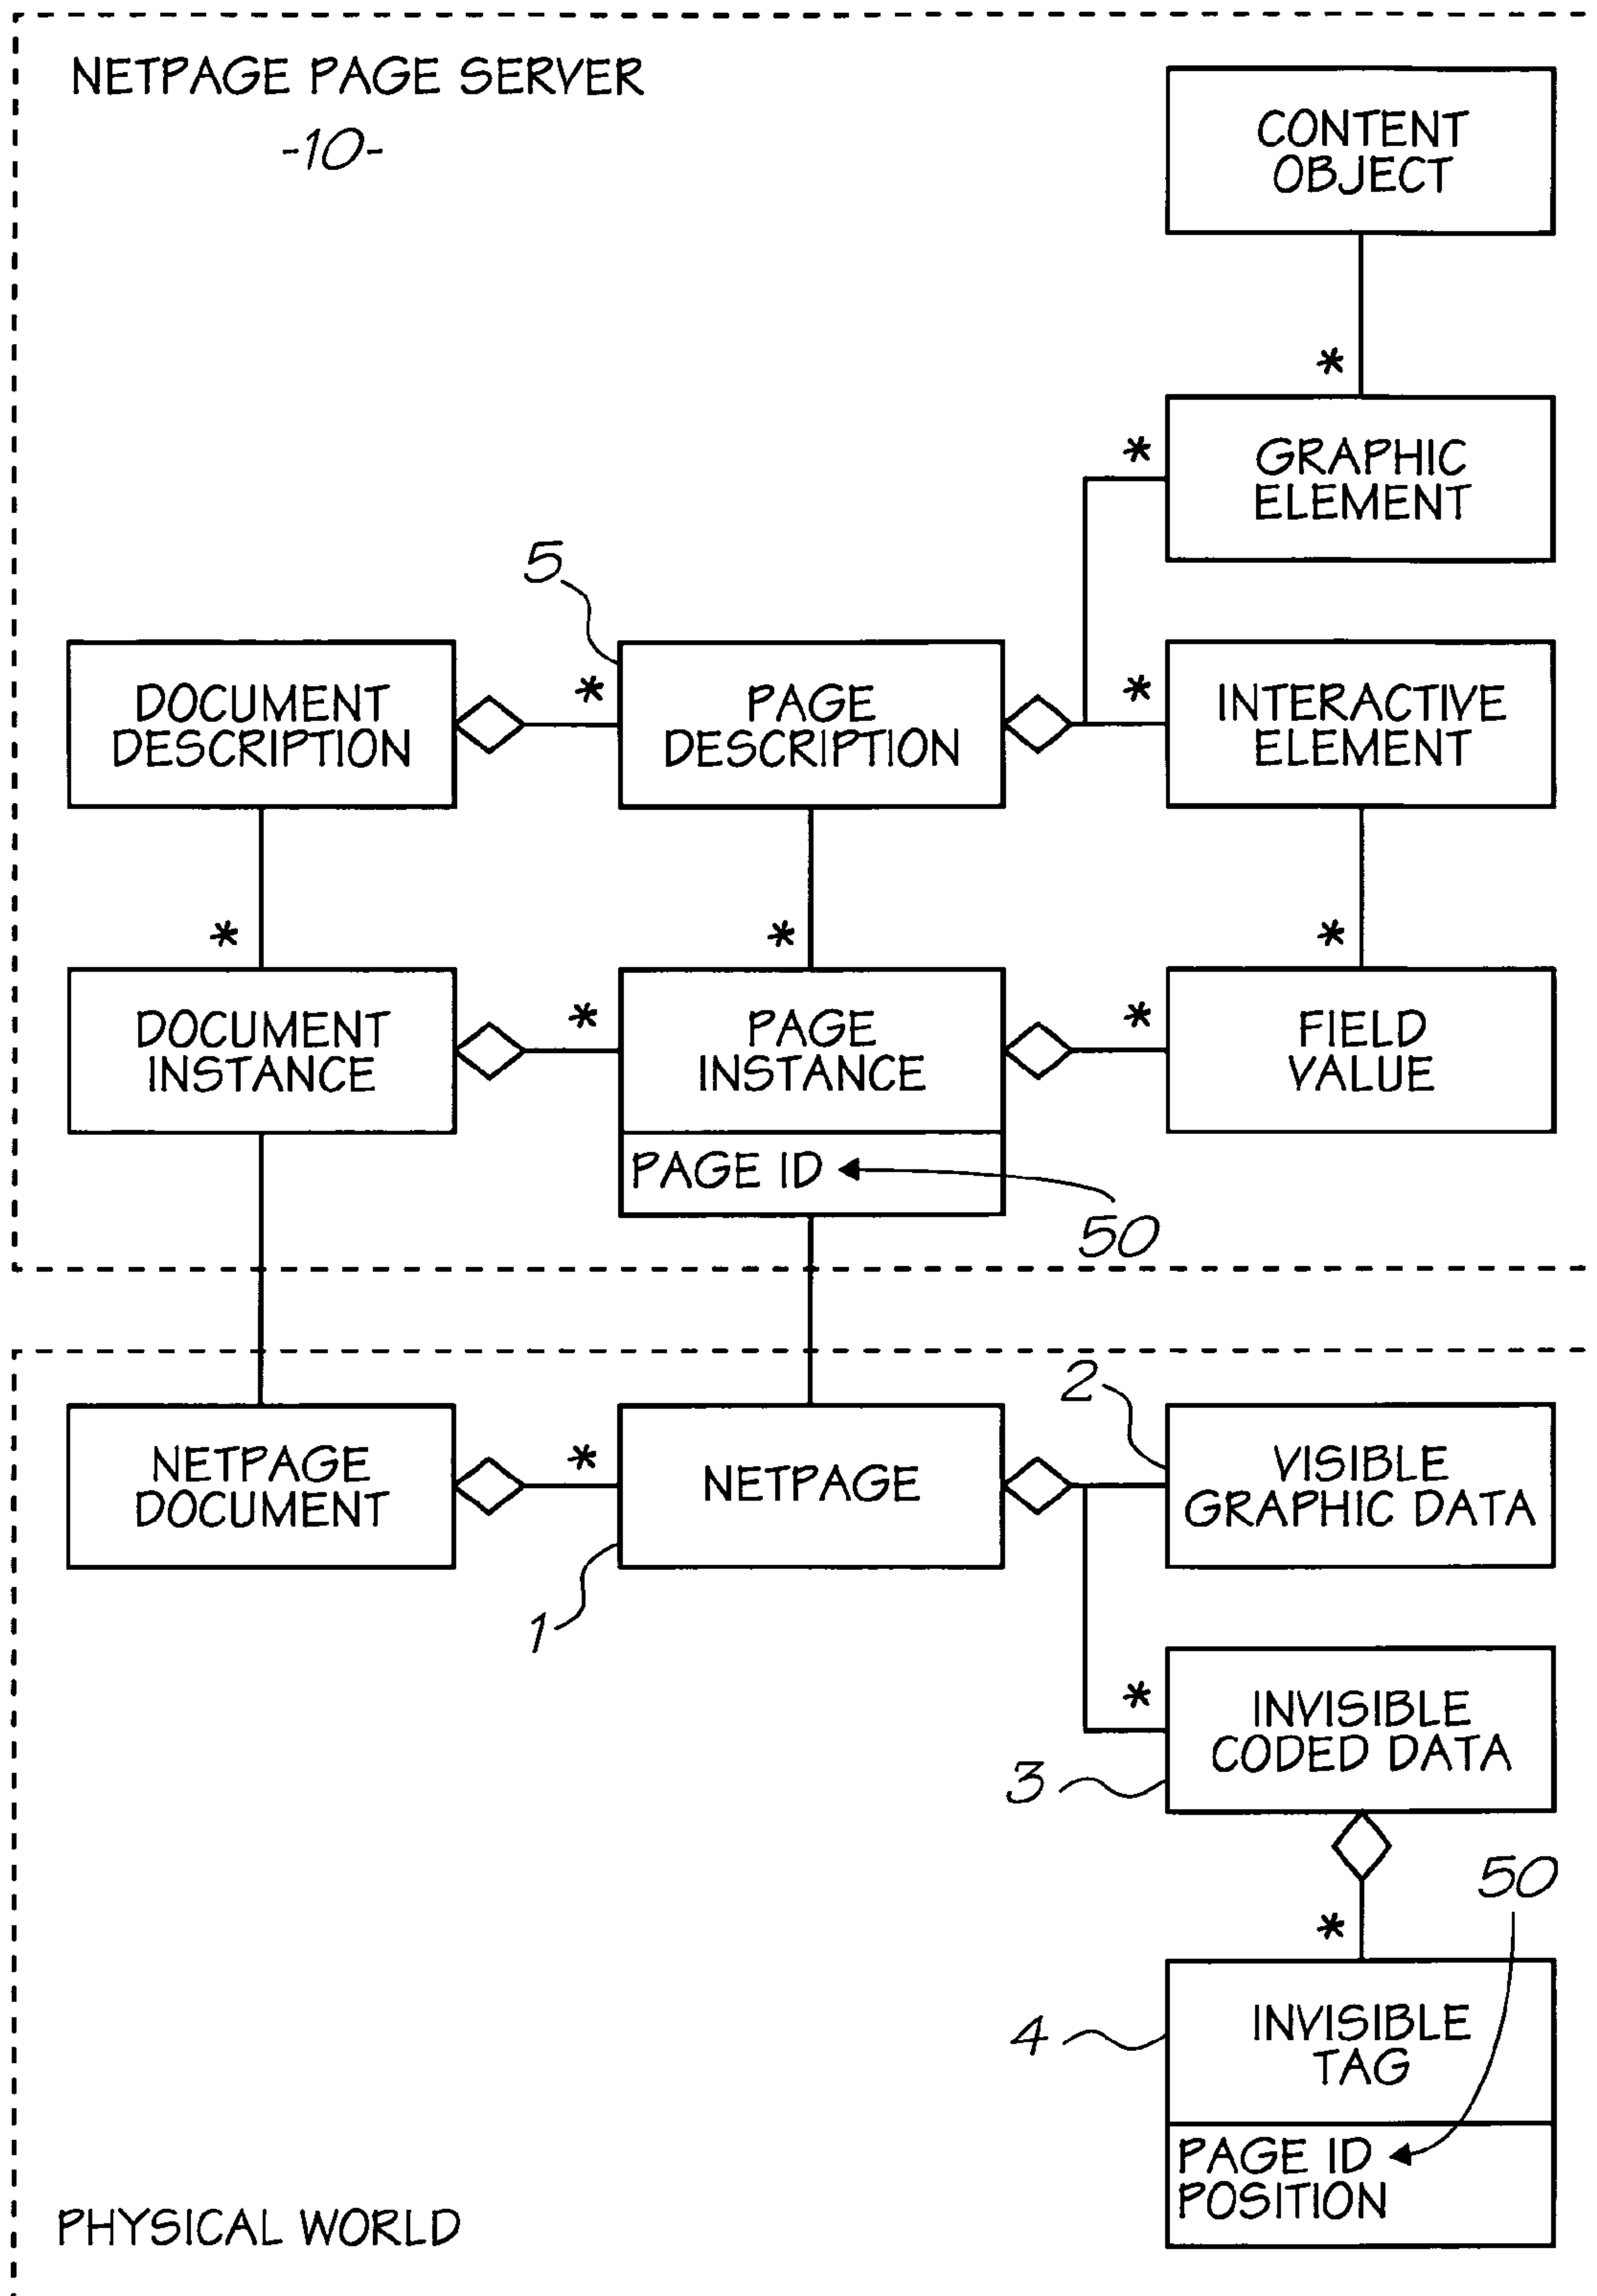 NETPAGE PAGE SERVER
-10-
CONTENT
OBJECT
*
*
GRAPHIC
ELEMENT
5
DOCUMENT
DESCRIPTION
*
PAGE
DESCRIPTION
*
INTERACTIVE
ELEMENT
*
*
*
DOCUMENT
INSTANCE
*
PAGE
INSTANCE
*
FIELD
VALUE
PAGE ID
50
2
NETPAGE
DOCUMENT
*
NETPAGE
VISIBLE
GRAPHIC DATA
1
*
INVISIBLE
CODED DATA
3
50
*
4
INVISIBLE
TAG
PAGE ID
POSITION
PHYSICAL WORLD